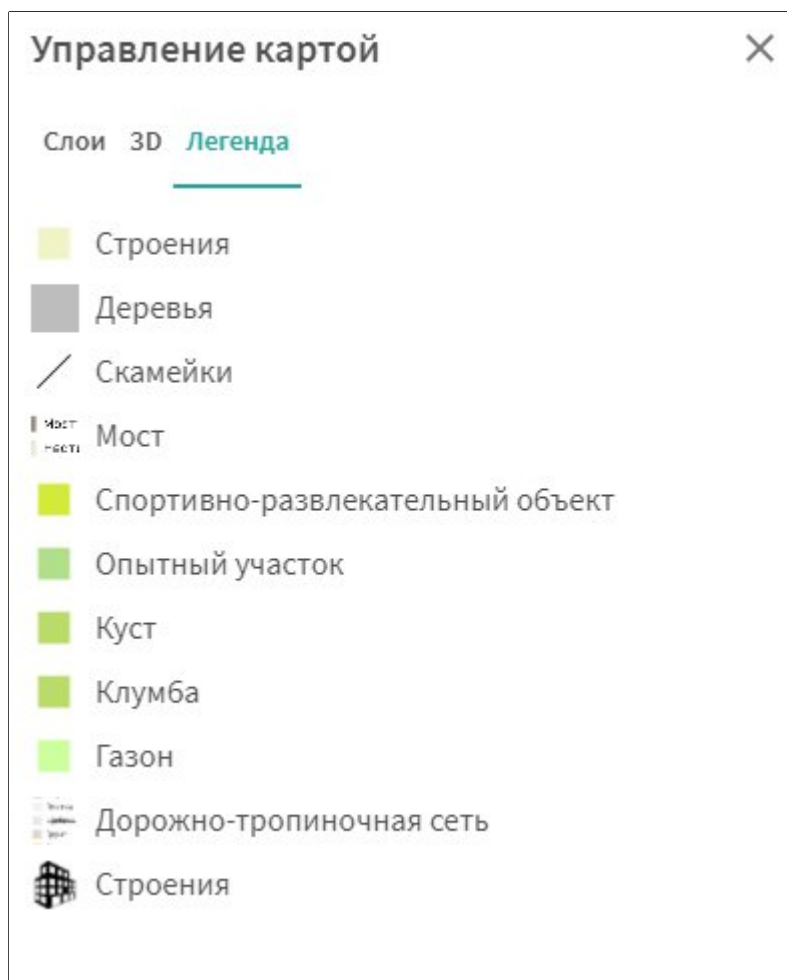 Управление картой
Слои 3D Легенда
Строения
Деревья
Скамейки
Мост
Мост
Спортивно-развлекательный объект
Опытный участок
Куст
Клумба
Газон
Дорожно-тропиночная сеть
Строения